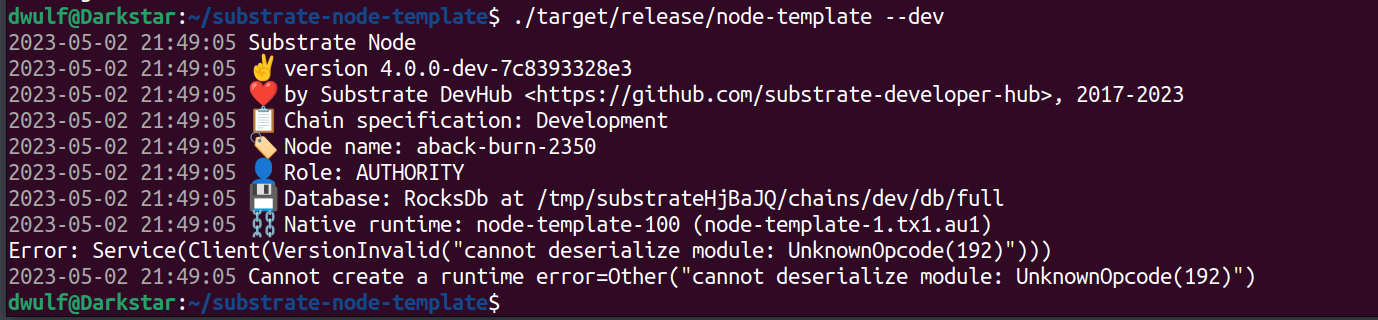 dwulf@Darkstar:~/substrate-node-template$ ./target/release/node-template --dev
2023-05-02 21:49:05 Substrate Node
2023-05-02 21:49:05 ✌️ version 4.0.0-dev-7c8393328e3
2023-05-02 21:49:05 ❤️ by Substrate DevHub <https://github.com/substrate-developer-hub>, 2017-2023
2023-05-02 21:49:05 📋 Chain specification: Development
2023-05-02 21:49:05 🏷 Node name: aback-burn-2350
2023-05-02 21:49:05 👤 Role: AUTHORITY
2023-05-02 21:49:05 💾 Database: RocksDb at /tmp/substrateHjBaJQ/chains/dev/db/full
2023-05-02 21:49:05 ⛓ Native runtime: node-template-100 (node-template-1.tx1.au1)
Error: Service(Client(VersionInvalid("cannot deserialize module: UnknownOpcode(192)")))
2023-05-02 21:49:05 Cannot create a runtime error=Other("cannot deserialize module: UnknownOpcode(192)")
dwulf@Darkstar:~/substrate-node-template$